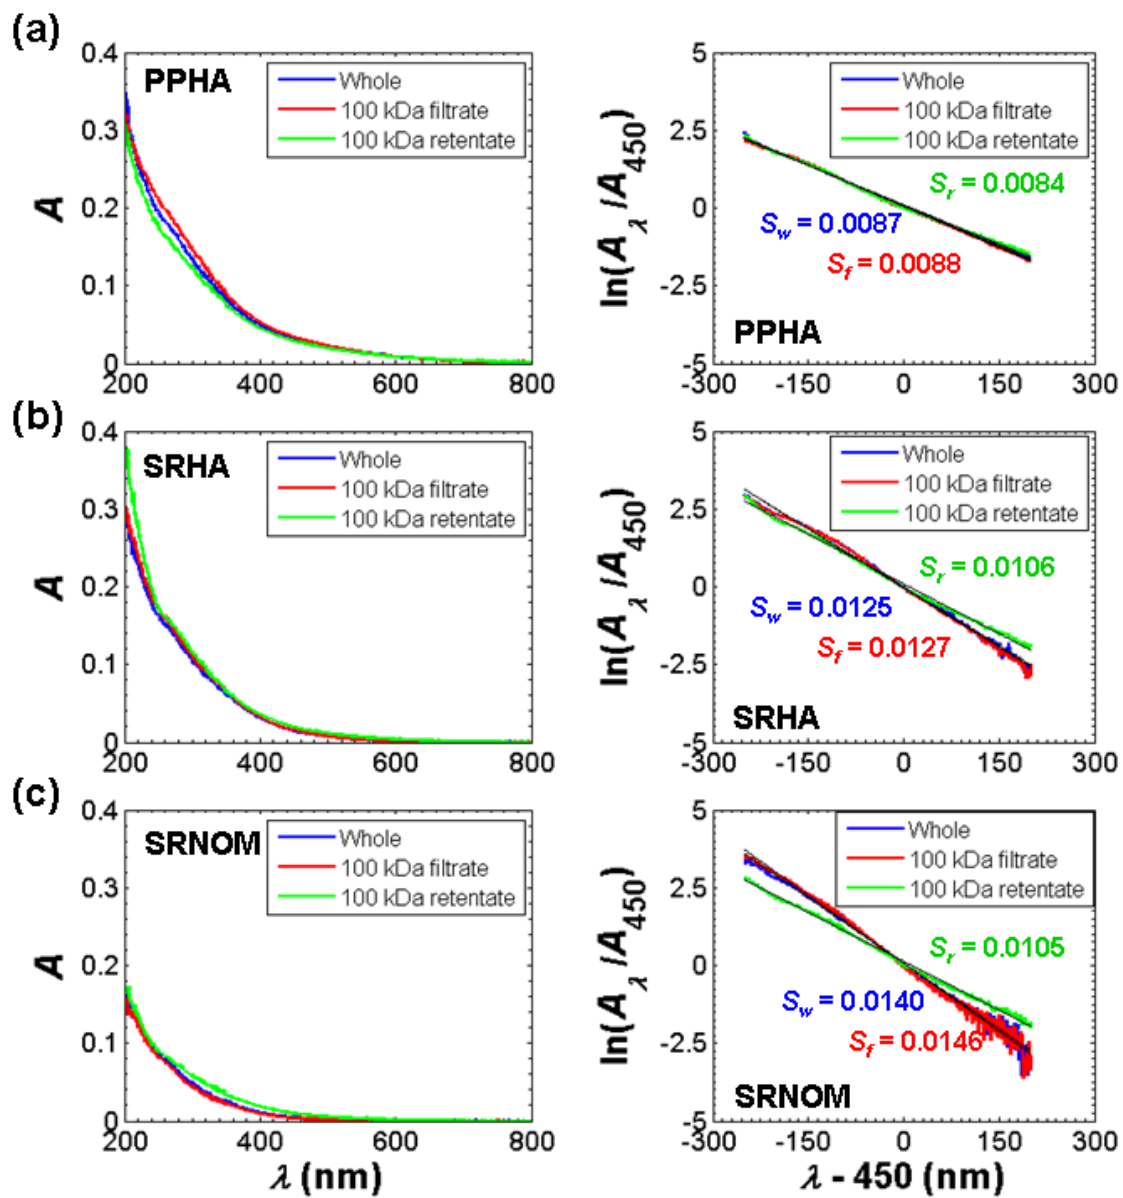 (a)
PPHA
Whole
100 kDa filtrate
100 kDa retentate
0.4
0.3
0.2
0.1
0
A
200
400
600
800
Whole
100 kDa filtrate
100 kDa retentate
5
2.5
0
-2.5
-5
ln(Aλ /A450)
Sr = 0.0084
Sw = 0.0087
Sf = 0.0088
PPHA
-300
-150
0
150
300
(b)
SRHA
Whole
100 kDa filtrate
100 kDa retentate
0.4
0.3
0.2
0.1
0
A
200
400
600
800
Whole
100 kDa filtrate
100 kDa retentate
5
2.5
0
-2.5
-5
ln(Aλ /A450)
Sr = 0.0106
Sw = 0.0125
Sf = 0.0127
SRHA
-300
-150
0
150
300
(c)
SRNOM
Whole
100 kDa filtrate
100 kDa retentate
0.4
0.3
0.2
0.1
0
A
200
400
600
800
λ (nm)
Whole
100 kDa filtrate
100 kDa retentate
5
2.5
0
-2.5
-5
ln(Aλ /A450)
Sr = 0.0105
Sw = 0.0140
Sf = 0.0146
SRNOM
-300
-150
0
150
300
λ - 450 (nm)